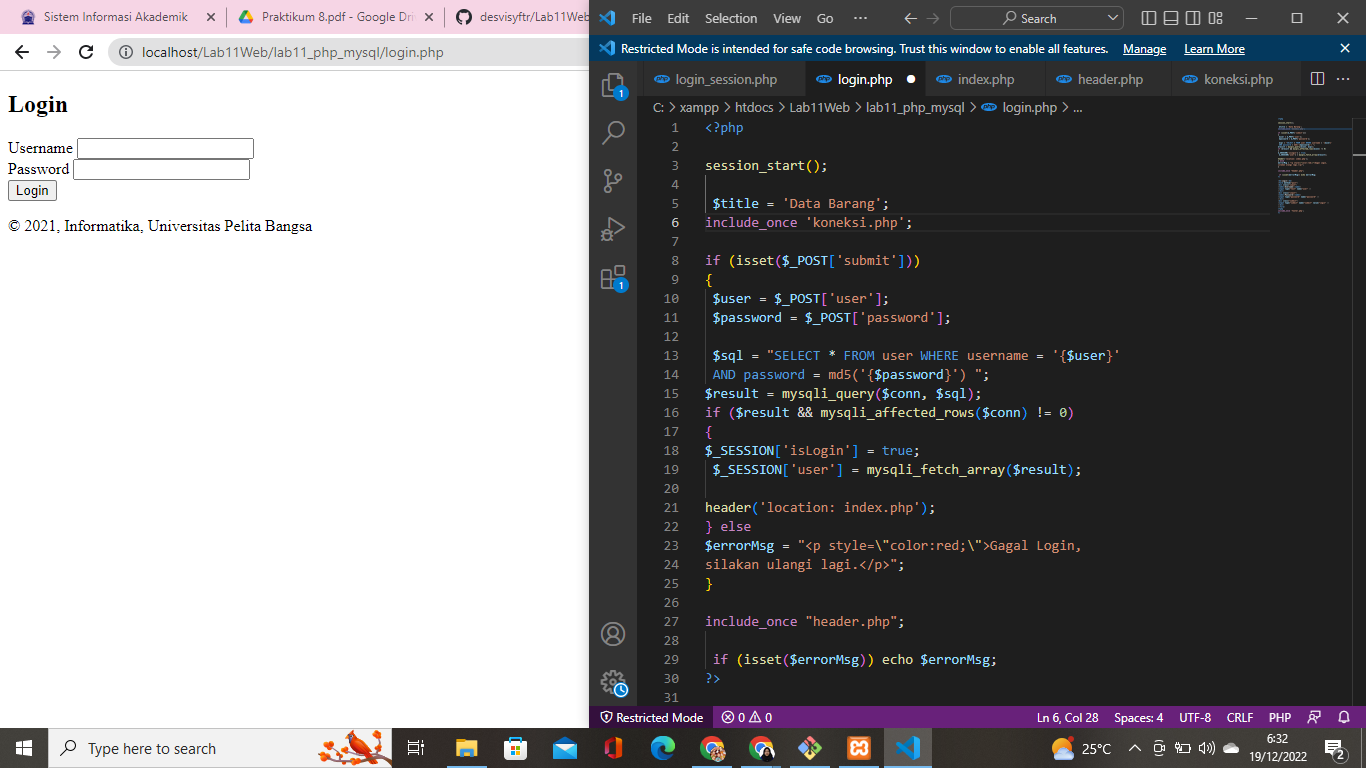 Sistem Informasi Akademik
Praktikum 8.pdf - Google Dri
desvisyftr/Lab11Web
localhost/Lab11Web/lab11_php_mysql/login.php
Login
Username
Password
Login
© 2021, Informatika, Universitas Pelita Bangsa
File Edit Selection View Go ··· Search
Restricted Mode is intended for safe code browsing. Trust this window to enable all features. Manage Learn More
login_session.php login.php index.php header.php koneksi.php ···
C: > xampp > htdocs > Lab11Web > lab11_php_mysql > login.php > ...
1 <?php
2
3 session_start();
4
5 $title = 'Data Barang';
6 include_once 'koneksi.php';
7
8 if (isset($_POST['submit']))
9 {
10 $user = $_POST['user'];
11 $password = $_POST['password'];
12
13 $sql = "SELECT * FROM user WHERE username = '{$user}'
14 AND password = md5('{$password}') ";
15 $result = mysqli_query($conn, $sql);
16 if ($result && mysqli_affected_rows($conn) != 0)
17 {
18 $_SESSION['isLogin'] = true;
19 $_SESSION['user'] = mysqli_fetch_array($result);
20
21 header('location: index.php');
22 } else
23 $errorMsg = "<p style=\"color:red;\">Gagal Login,
24 silakan ulangi lagi.</p>";
25 }
26
27 include_once "header.php";
28
29 if (isset($errorMsg)) echo $errorMsg;
30 ?>
31
1
1
Restricted Mode 0 0 Ln 6, Col 28 Spaces: 4 UTF-8 CRLF PHP
Type here to search
25°C
6:32
19/12/2022
2